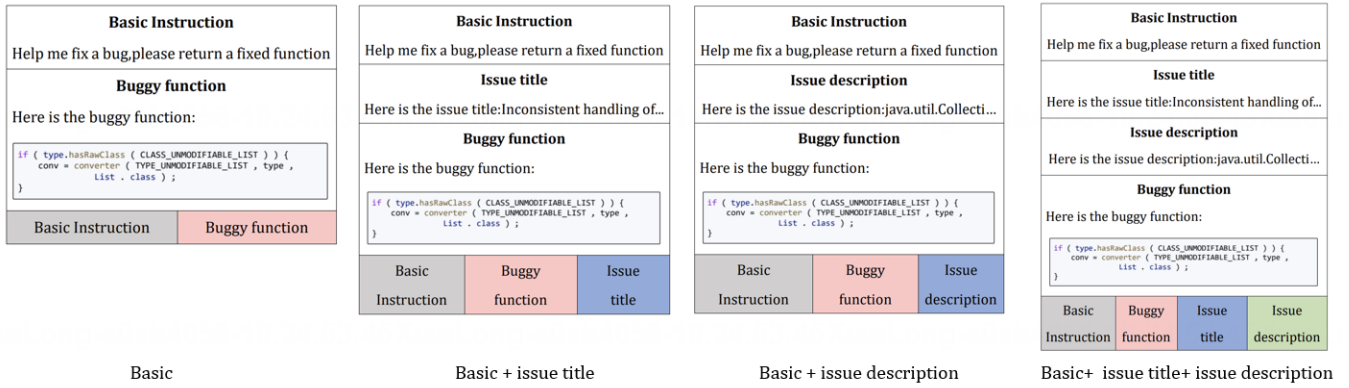 Basic Instruction
Help me fix a bug,please return a fixed function
Buggy function
Here is the buggy function:
if ( type.hasRawClass ( CLASS_UNMODIFIABLE_LIST ) ) {
conv = converter ( TYPE_UNMODIFIABLE_LIST , type ,
List . class ) ;
}
Basic Instruction
Buggy function
Basic
Basic Instruction
Help me fix a bug,please return a fixed function
Issue title
Here is the issue title:Inconsistent handling of...
Buggy function
Here is the buggy function:
if ( type.hasRawClass ( CLASS_UNMODIFIABLE_LIST ) ) {
conv = converter ( TYPE_UNMODIFIABLE_LIST , type ,
List . class ) ;
}
Basic
Instruction
Buggy
function
Issue
title
Basic + issue title
Basic Instruction
Help me fix a bug,please return a fixed function
Issue description
Here is the issue description:java.util.Collecti...
Buggy function
Here is the buggy function:
if ( type.hasRawClass ( CLASS_UNMODIFIABLE_LIST ) ) {
conv = converter ( TYPE_UNMODIFIABLE_LIST , type ,
List . class ) ;
}
Basic
Instruction
Buggy
function
Issue
description
Basic + issue description
Basic Instruction
Help me fix a bug,please return a fixed function
Issue title
Here is the issue title:Inconsistent handling of...
Issue description
Here is the issue description:java.util.Collecti...
Buggy function
Here is the buggy function:
if ( type.hasRawClass ( CLASS_UNMODIFIABLE_LIST ) ) {
conv = converter ( TYPE_UNMODIFIABLE_LIST , type ,
List . class ) ;
}
Basic
Instruction
Buggy
function
Issue
title
Issue
description
Basic+ issue title+ issue description